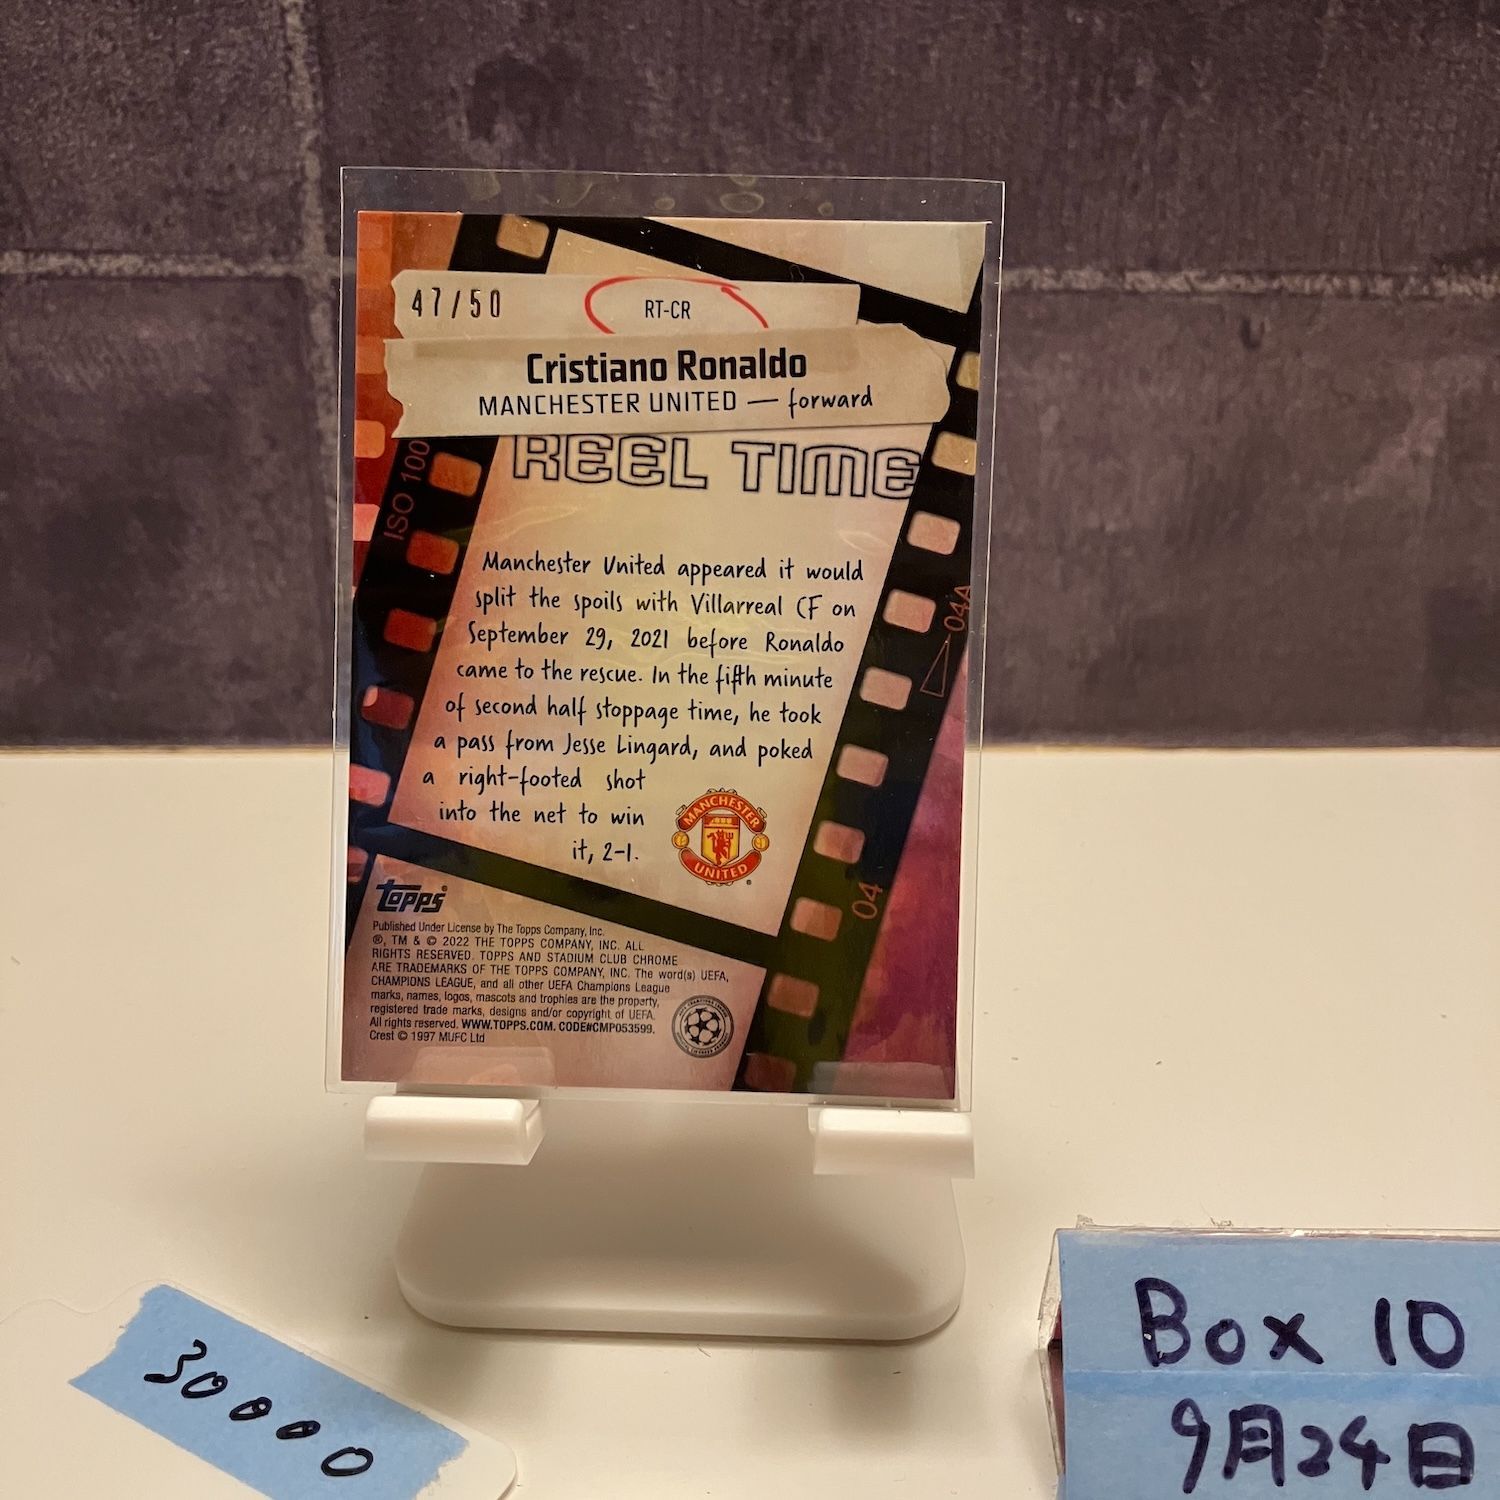 47/50
RT-CR
Cristiano Ronaldo
MANCHESTER UNITED — forward
REEL TIME
ISO 100
Manchester United appeared it would
split the spoils with Villarreal CF on
September 29, 2021 before Ronaldo
came to the rescue. In the fifth minute
of second half stoppage time, he took
a pass from Jesse Lingard, and poked
a right-footed shot
into the net to win
it, 2-1.
MANCHESTER
UNITED
04A
04
Topps
Published Under License by The Topps Company, Inc.
®, TM & © 2022 THE TOPPS COMPANY, INC. ALL
RIGHTS RESERVED. TOPPS AND STADIUM CLUB CHROME
ARE TRADEMARKS OF THE TOPPS COMPANY, INC. The word(s) UEFA,
CHAMPIONS LEAGUE, and all other UEFA Champions League
marks, names, logos, mascots and trophies are the property,
registered trade marks, designs and/or copyright of UEFA.
All rights reserved. WWW.TOPPS.COM. CODE#CMP053599.
Crest © 1997 MUFC Ltd
30000
Box 10
9月24日